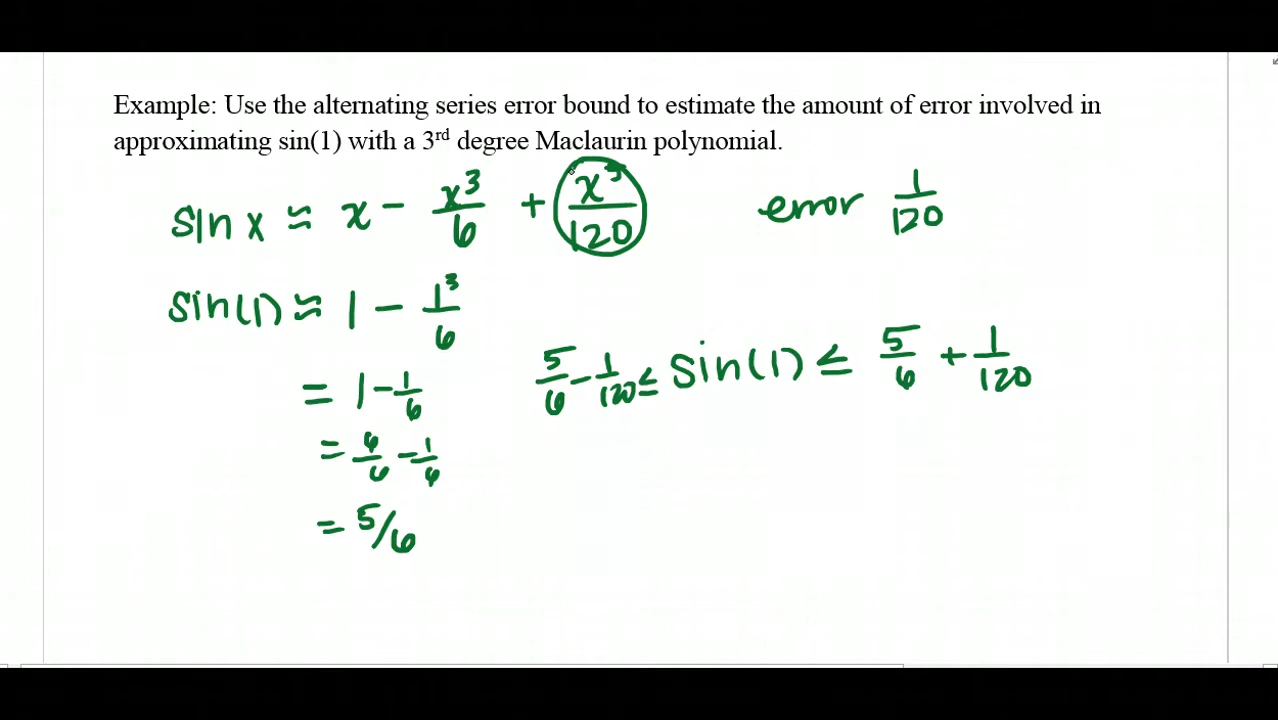 Example: Use the alternating series error bound to estimate the amount of error involved in
approximating sin(1) with a 3rd degree Maclaurin polynomial.
sin x ≈ x - x³/6 + x⁵/120 error 1/120
sin(1) ≈ 1 - 1³/6
5/6 - 1/120 ≤ sin(1) ≤ 5/6 + 1/120
= 1 - 1/6
= 6/6 - 1/6
= 5/6